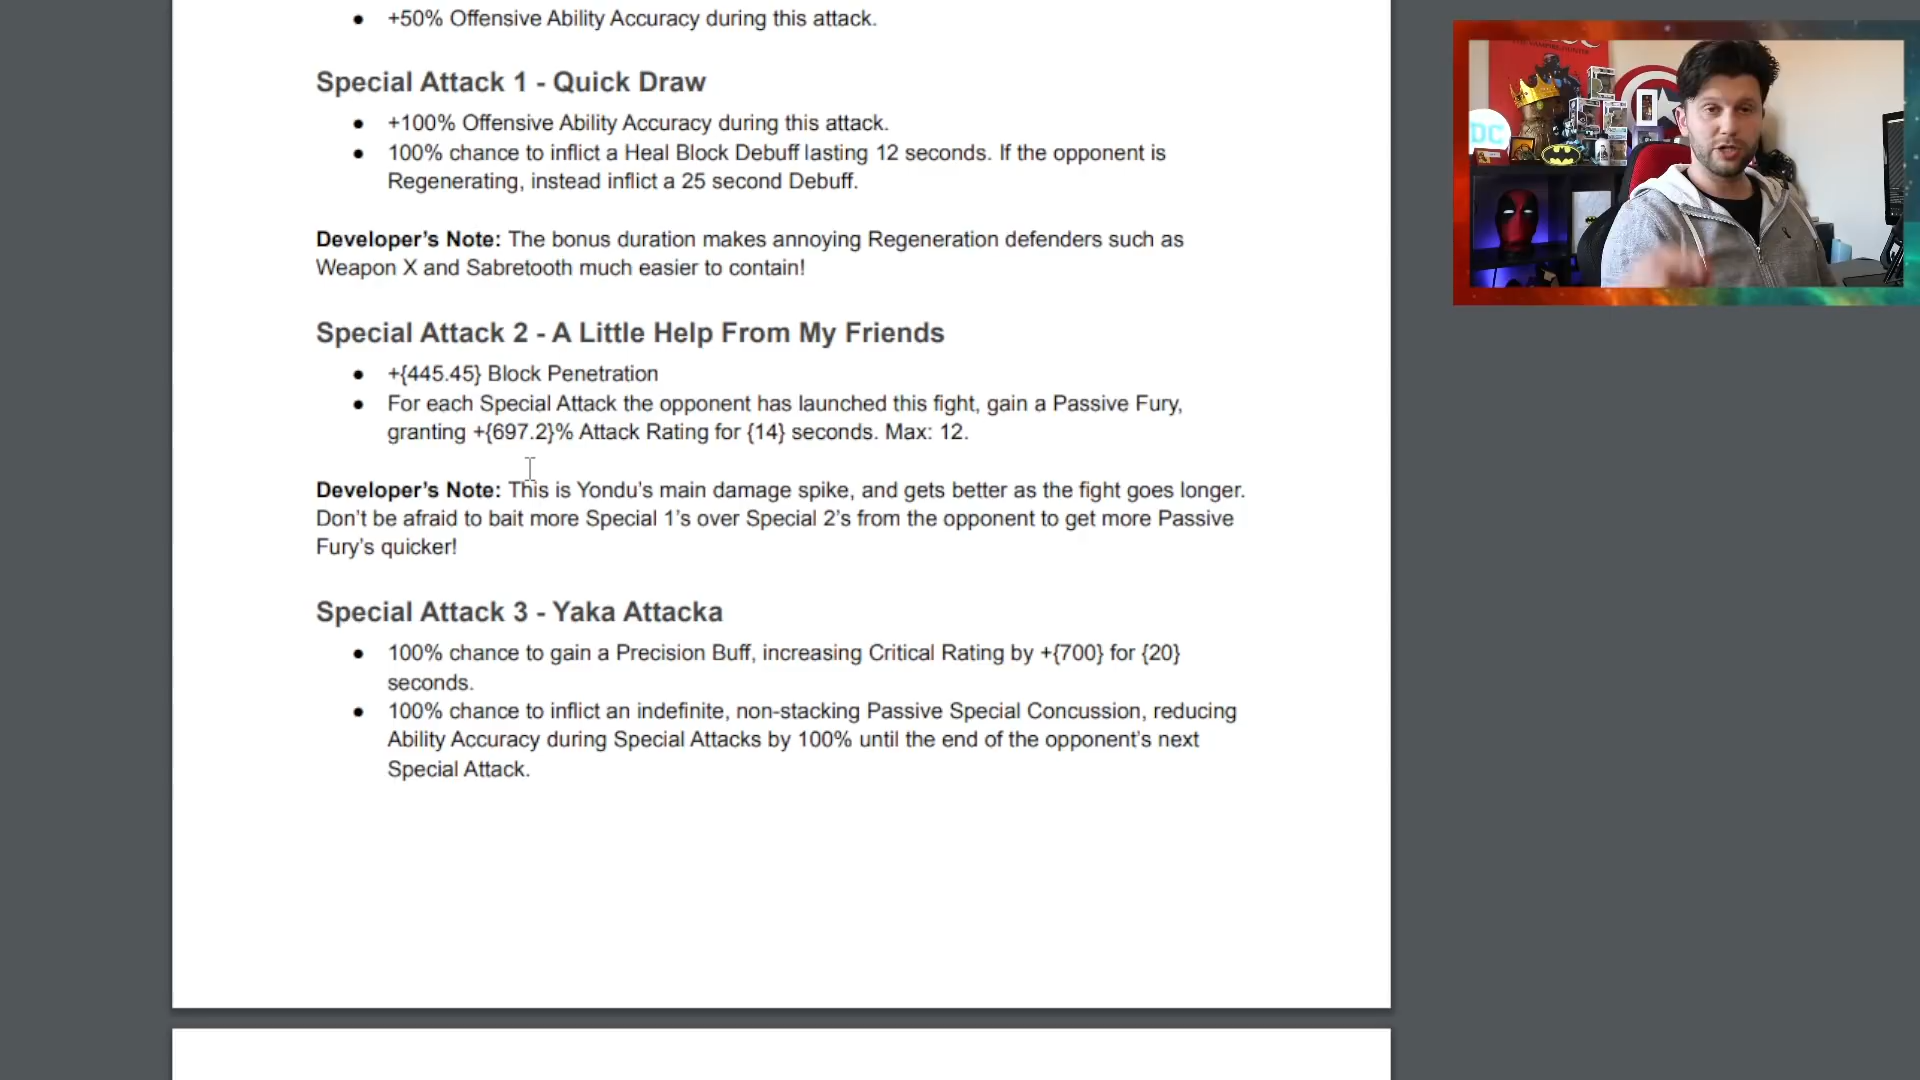 ● +50% Offensive Ability Accuracy during this attack.
Special Attack 1 - Quick Draw
● +100% Offensive Ability Accuracy during this attack.
● 100% chance to inflict a Heal Block Debuff lasting 12 seconds. If the opponent is
Regenerating, instead inflict a 25 second Debuff.
Developer’s Note: The bonus duration makes annoying Regeneration defenders such as
Weapon X and Sabretooth much easier to contain!
Special Attack 2 - A Little Help From My Friends
● +{445.45} Block Penetration
● For each Special Attack the opponent has launched this fight, gain a Passive Fury,
granting +{697.2}% Attack Rating for {14} seconds. Max: 12.
Developer’s Note: This is Yondu’s main damage spike, and gets better as the fight goes longer.
Don’t be afraid to bait more Special 1’s over Special 2’s from the opponent to get more Passive
Fury’s quicker!
Special Attack 3 - Yaka Attacka
● 100% chance to gain a Precision Buff, increasing Critical Rating by +{700} for {20}
seconds.
● 100% chance to inflict an indefinite, non-stacking Passive Special Concussion, reducing
Ability Accuracy during Special Attacks by 100% until the end of the opponent’s next
Special Attack.
DC